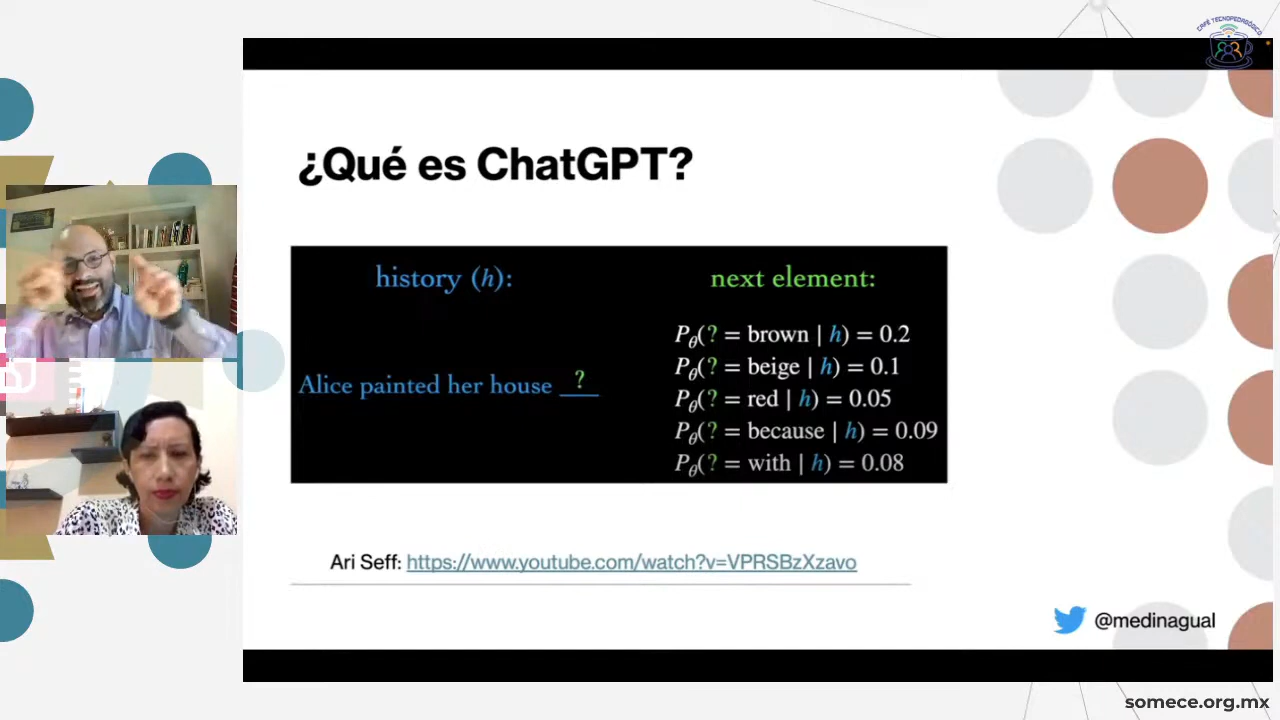 CAFÉ TECNOPEDAGÓGICO
¿Qué es ChatGPT?
history (h):
Alice painted her house ?
next element:
Pθ(? = brown | h) = 0.2
Pθ(? = beige | h) = 0.1
Pθ(? = red | h) = 0.05
Pθ(? = because | h) = 0.09
Pθ(? = with | h) = 0.08
Ari Seff: https://www.youtube.com/watch?v=VPRSBzXzavo
@medinagual
somece.org.mx